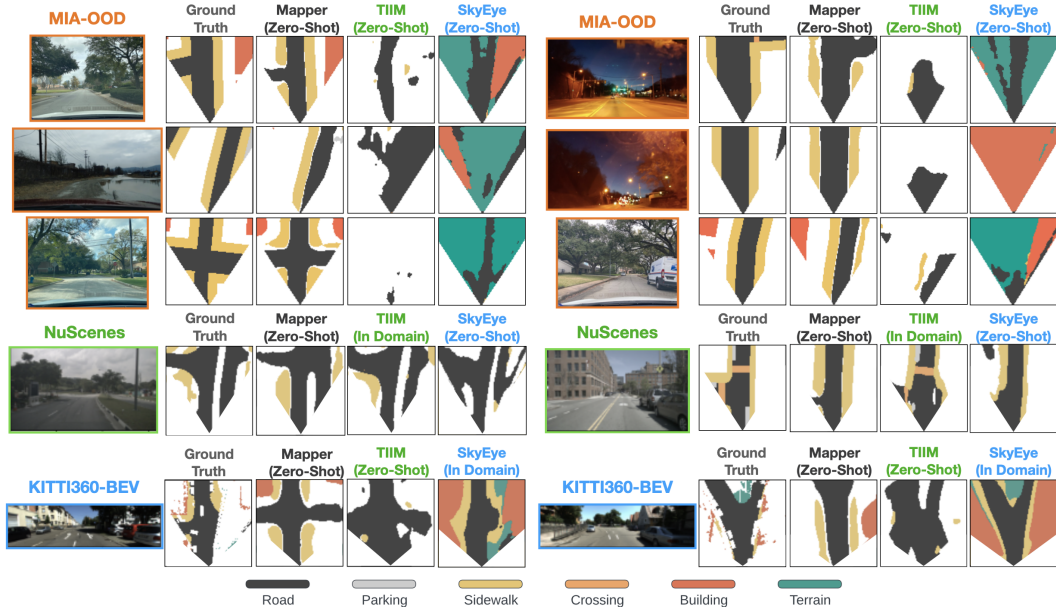 MIA-OOD
Ground Truth
Mapper (Zero-Shot)
TIIM (Zero-Shot)
SkyEye (Zero-Shot)
MIA-OOD
Ground Truth
Mapper (Zero-Shot)
TIIM (Zero-Shot)
SkyEye (Zero-Shot)
NuScenes
Ground Truth
Mapper (Zero-Shot)
TIIM (In Domain)
SkyEye (Zero-Shot)
NuScenes
Ground Truth
Mapper (Zero-Shot)
TIIM (In Domain)
SkyEye (Zero-Shot)
KITTI360-BEV
Ground Truth
Mapper (Zero-Shot)
TIIM (Zero-Shot)
SkyEye (In Domain)
KITTI360-BEV
Ground Truth
Mapper (Zero-Shot)
TIIM (Zero-Shot)
SkyEye (In Domain)
Road
Parking
Sidewalk
Crossing
Building
Terrain